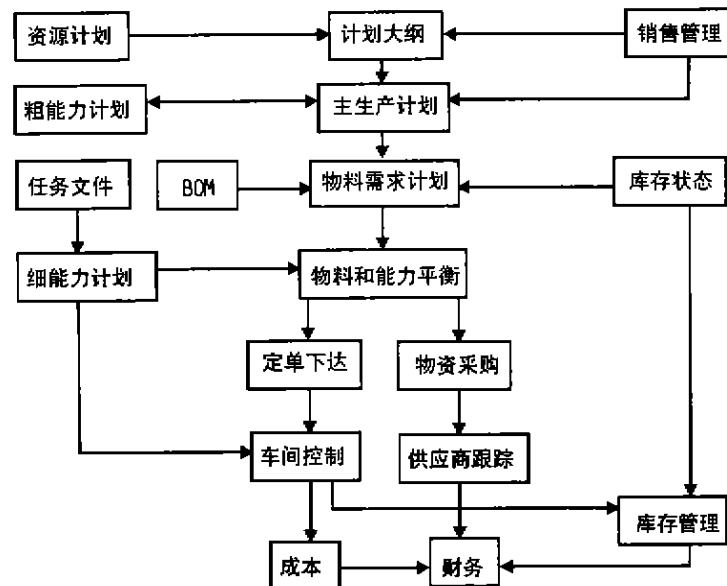 资源计划
计划大纲
销售管理
粗能力计划
主生产计划
任务文件
BOM
物料需求计划
库存状态
细能力计划
物料和能力平衡
定单下达
物资采购
车间控制
供应商跟踪
库存管理
成本
财务